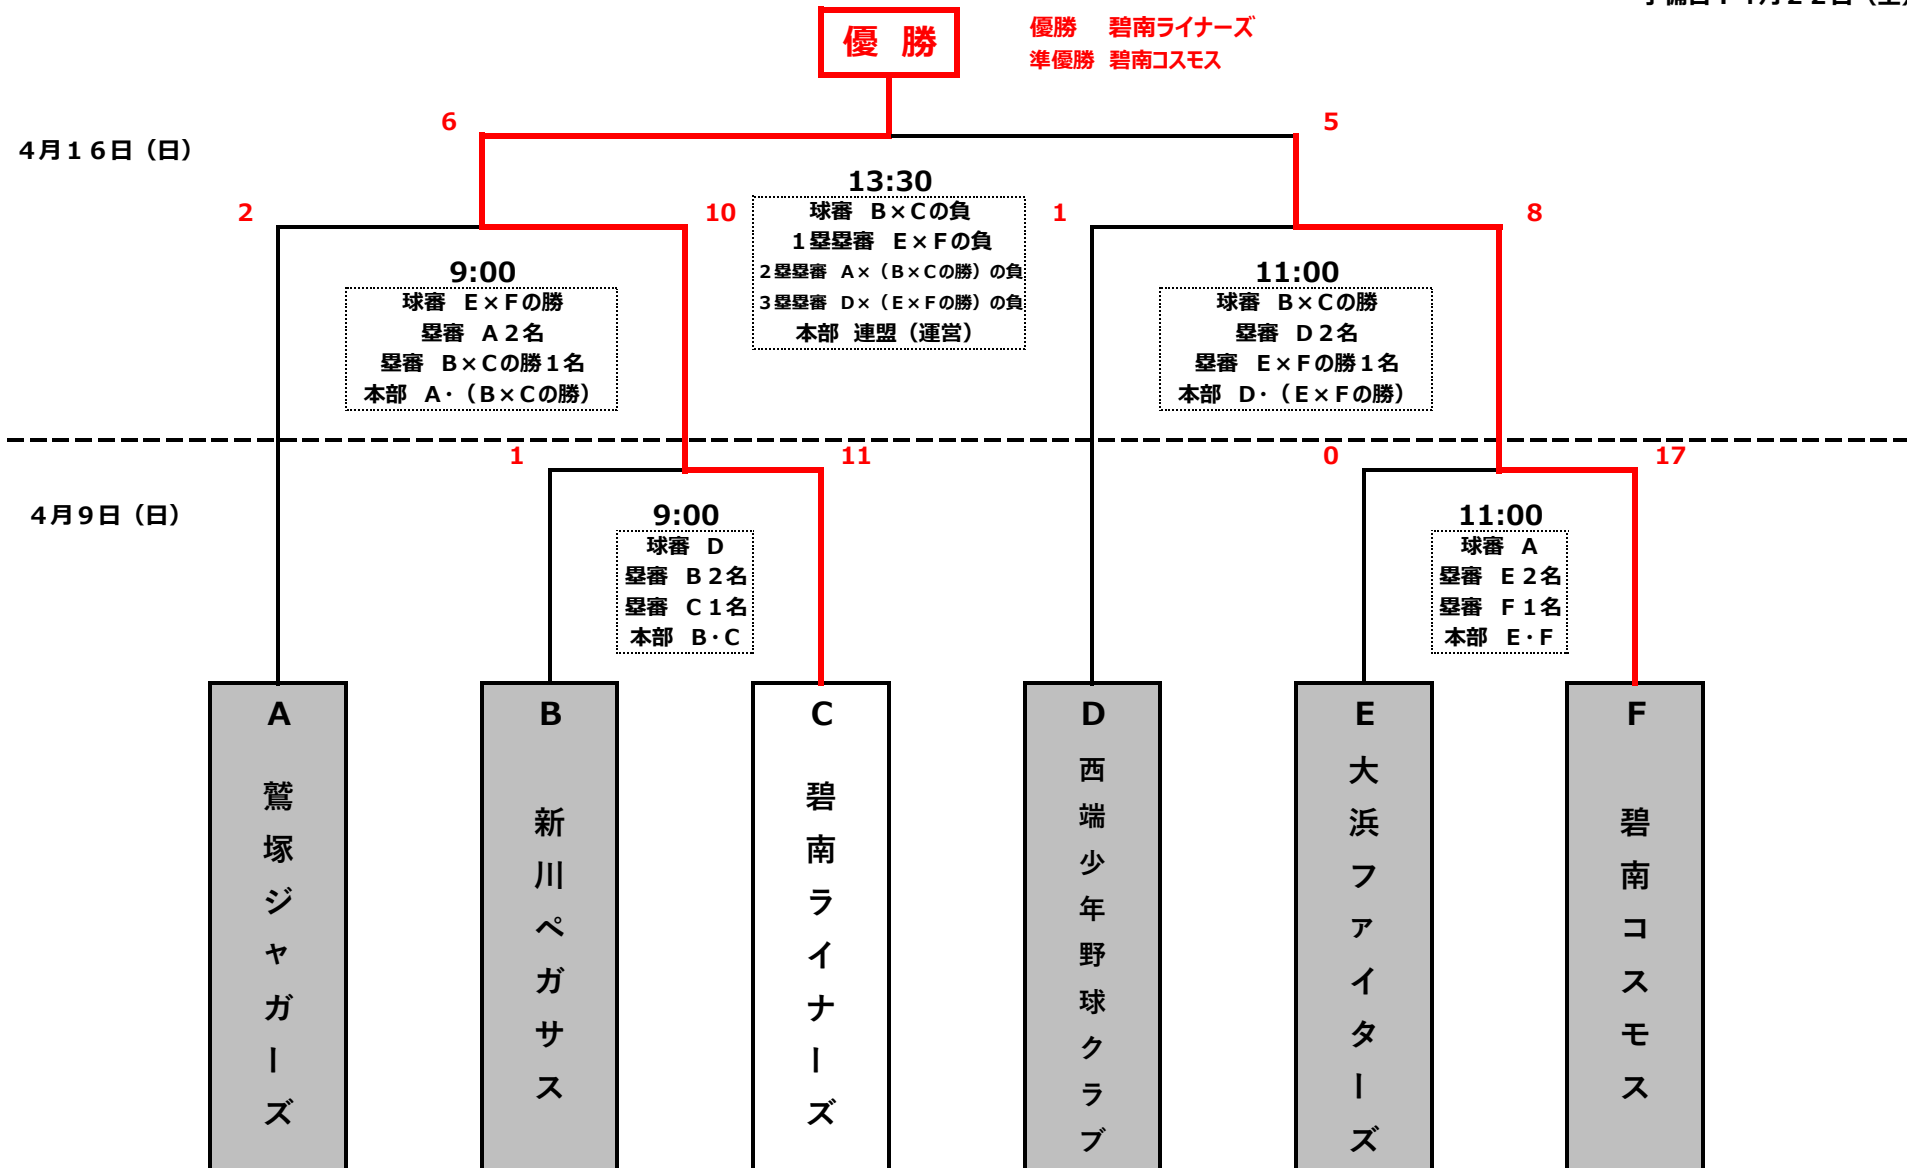 優 勝
優勝 碧南ライナーズ
準優勝 碧南コスモス
6
5
４月１６日（日）
13:30
球審 Ｂ×Ｃの負
１塁塁審 Ｅ×Ｆの負
２塁塁審 Ａ×（Ｂ×Ｃの勝）の負
３塁塁審 Ｄ×（Ｅ×Ｆの勝）の負
本部 連盟（運営）
2
10
1
8
9:00
球審 Ｅ×Ｆの勝
塁審 Ａ２名
塁審 Ｂ×Ｃの勝１名
本部 Ａ・（Ｂ×Ｃの勝）
11:00
球審 Ｂ×Ｃの勝
塁審 Ｄ２名
塁審 Ｅ×Ｆの勝１名
本部 Ｄ・（Ｅ×Ｆの勝）
1
11
0
17
４月９日（日）
9:00
球審 Ｄ
塁審 Ｂ２名
塁審 Ｃ１名
本部 Ｂ・Ｃ
11:00
球審 Ａ
塁審 Ｅ２名
塁審 Ｆ１名
本部 Ｅ・Ｆ
A
鷲塚ジャガーズ
B
新川ペガサス
C
碧南ライナーズ
D
西端少年野球クラブ
E
大浜ファイターズ
F
碧南コスモス